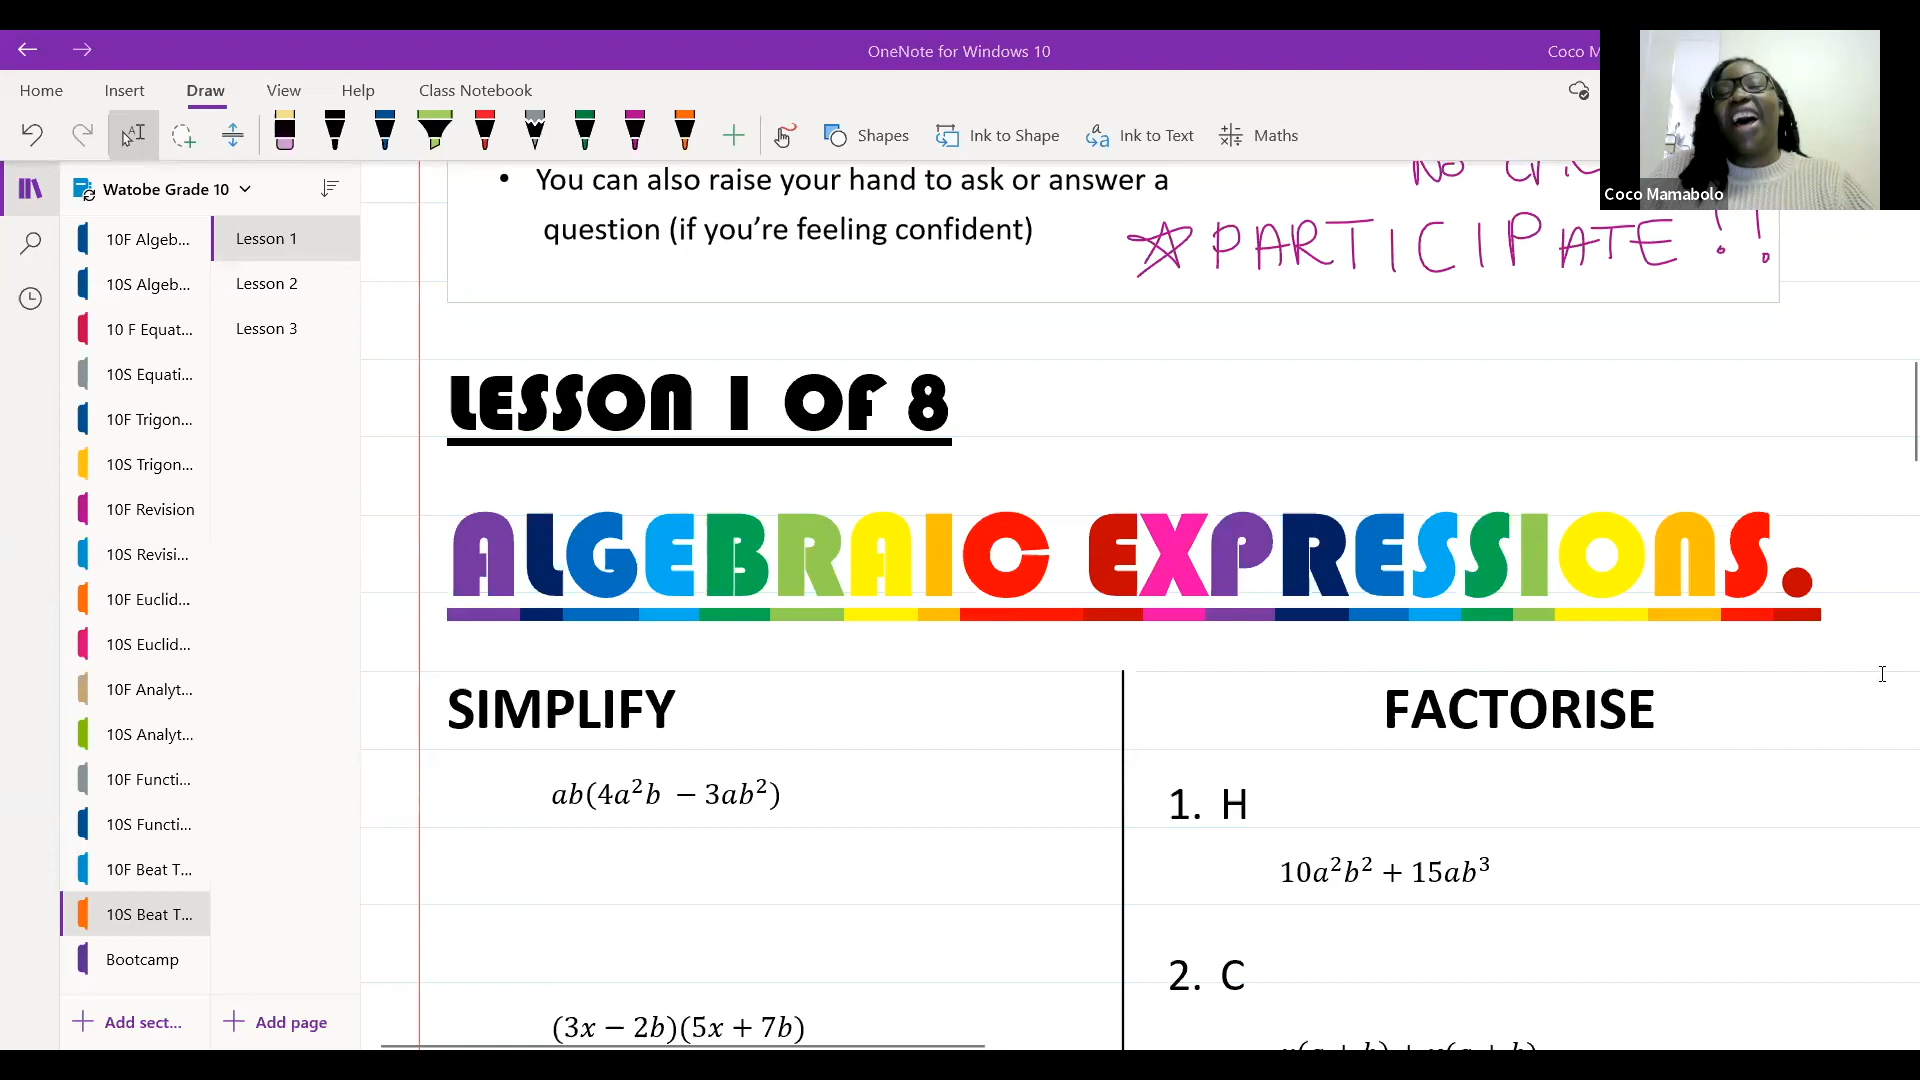 OneNote for Windows 10
Coco M
Home Insert Draw View Help Class Notebook
Shapes Ink to Shape Ink to Text Maths
Watobe Grade 10
10F Algeb...
10S Algeb...
10 F Equat...
10S Equati...
10F Trigon...
10S Trigon...
10F Revision
10S Revisi...
10F Euclid...
10S Euclid...
10F Analyt...
10S Analyt...
10F Functi...
10S Functi...
10F Beat T...
10S Beat T...
Bootcamp
Add sect...
Lesson 1
Lesson 2
Lesson 3
Add page
• You can also raise your hand to ask or answer a
question (if you’re feeling confident)
NO
☆ PARTICIPATE !!
Coco Mamabolo
LESSON 1 OF 8
ALGEBRAIC EXPRESSIONS.
SIMPLIFY
ab(4a²b − 3ab²)
(3x − 2b)(5x + 7b)
FACTORISE
1. H
10a²b² + 15ab³
2. C